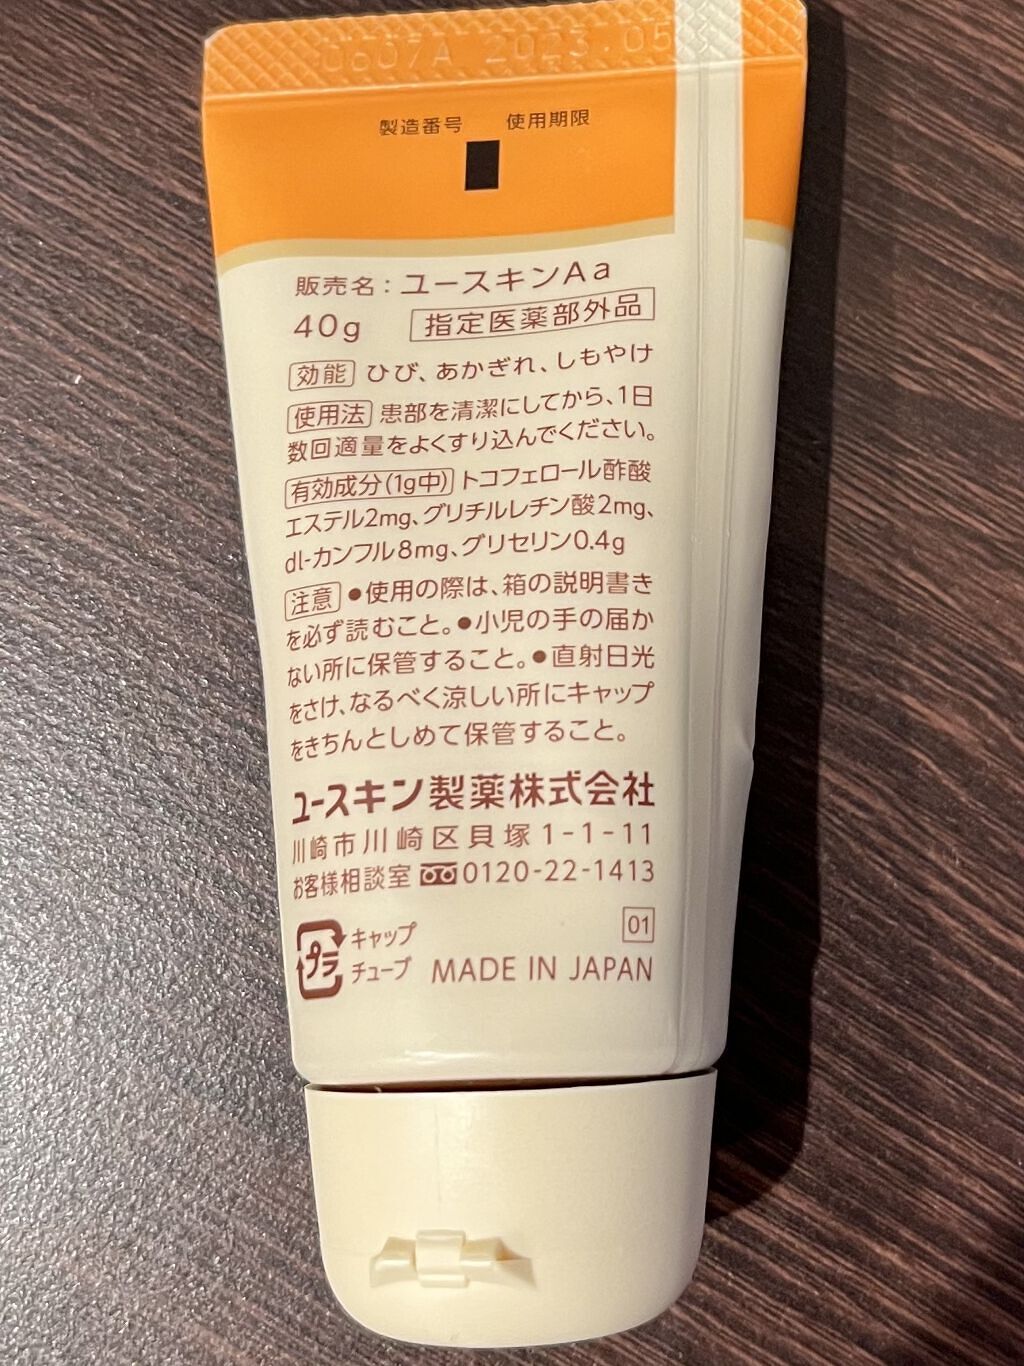 0607A 2023.05
製造番号 使用期限
販売名：ユースキンAa
40g 指定医薬部外品
効能 ひび、あかぎれ、しもやけ
使用法 患部を清潔にしてから、1日
数回適量をよくすり込んでください。
有効成分(1g中) トコフェロール酢酸
エステル2mg、グリチルレチン酸2mg、
dl-カンフル8mg、グリセリン0.4g
注意 ●使用の際は、箱の説明書き
を必ず読むこと。●小児の手の届か
ない所に保管すること。●直射日光
をさけ、なるべく涼しい所にキャップ
をきちんとしめて保管すること。
ユースキン製薬株式会社
川崎市川崎区貝塚1-1-11
お客様相談室 0120-22-1413
プラ キャップ
チューブ
01
MADE IN JAPAN